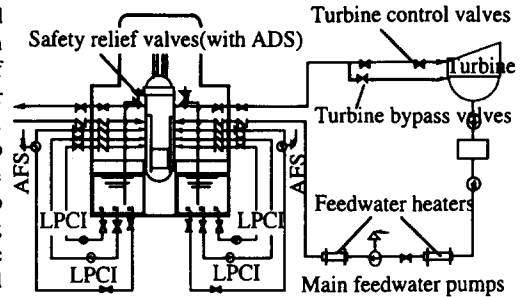 Turbine control valves
Safety relief valves(with ADS)
Turbine
Turbine bypass valves
AFS
AFS
LPCI
LPCI
Feedwater heaters
LPCI
LPCI
Main feedwater pumps